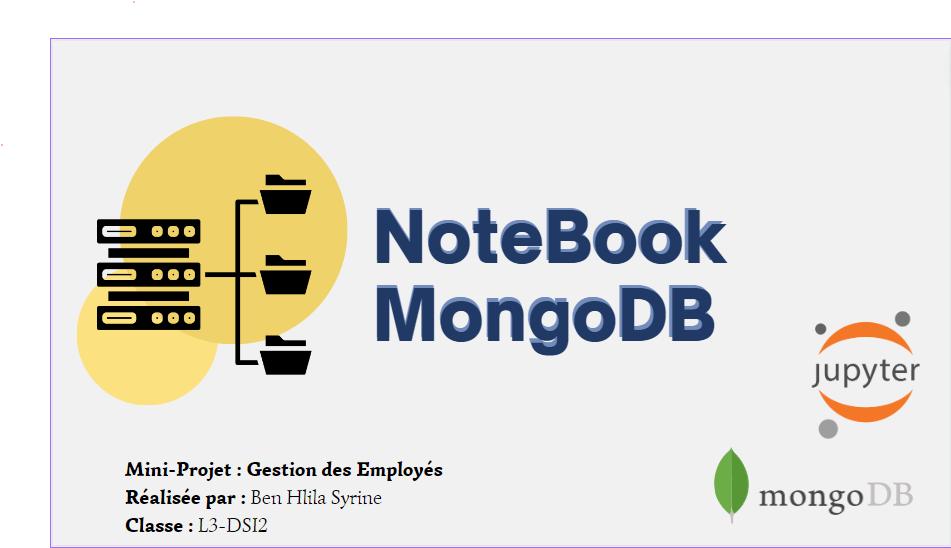 NoteBook
MongoDB
jupyter
mongoDB
Mini-Projet : Gestion des Employés
Réalisée par : Ben Hlila Syrine
Classe : L3-DSI2